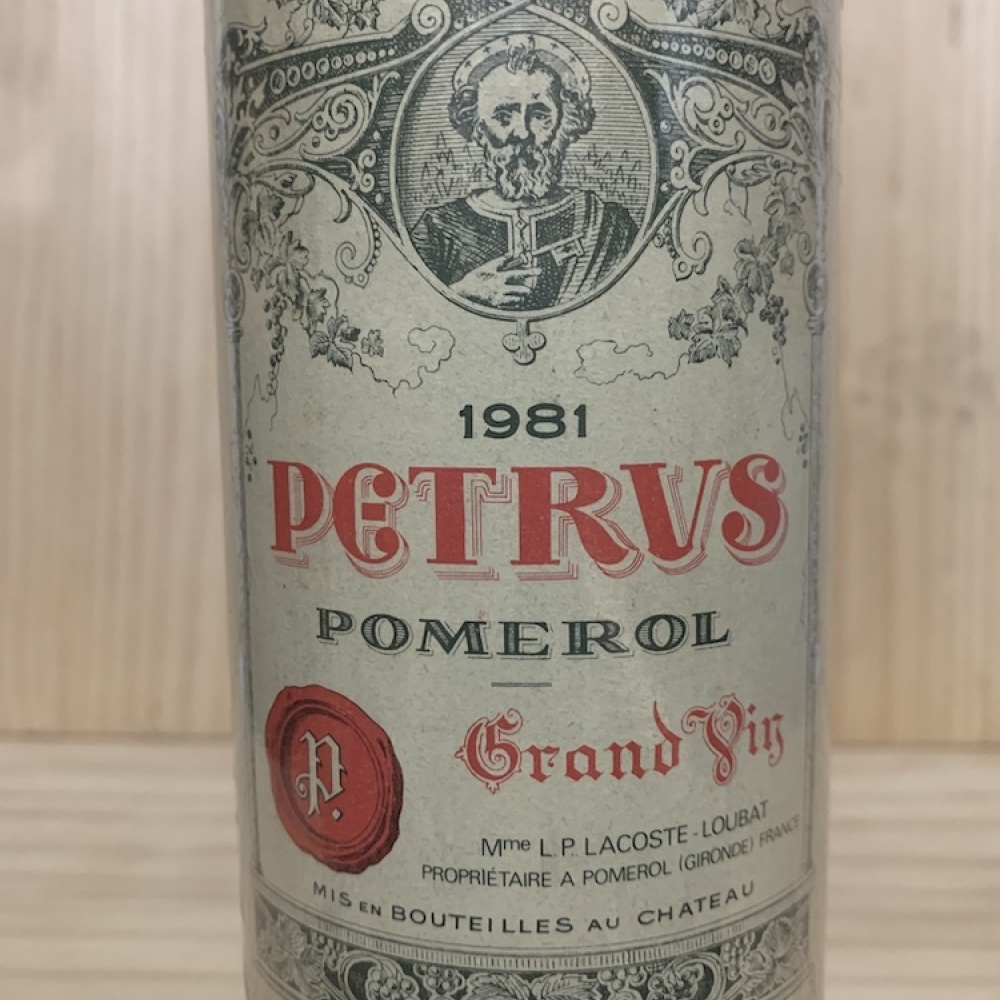 1981
PETRVS
POMEROL
Grand Vin
P.
Mme L.P. LACOSTE-LOUBAT
PROPRIÉTAIRE A POMEROL (GIRONDE) FRANCE
MIS EN BOUTEILLES AU CHATEAU